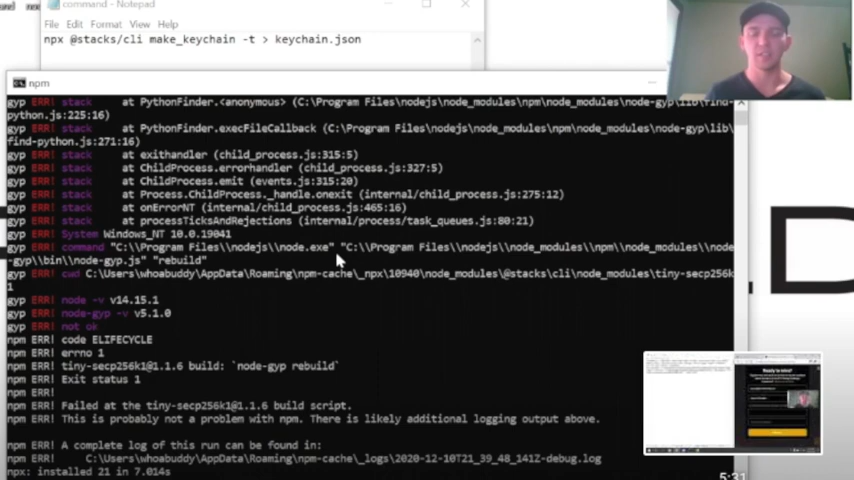 command - Notepad
File Edit Format View Help
npx @stacks/cli make_keychain -t > keychain.json
npm
gyp ERR! stack     at PythonFinder.<anonymous> (C:\Program Files\nodejs\node_modules\npm\node_modules\node-gyp\lib\find-
python.js:225:16)
gyp ERR! stack     at PythonFinder.execFileCallback (C:\Program Files\nodejs\node_modules\npm\node_modules\node-gyp\lib\
find-python.js:271:16)
gyp ERR! stack     at exithandler (child_process.js:315:5)
gyp ERR! stack     at ChildProcess.errorhandler (child_process.js:327:5)
gyp ERR! stack     at ChildProcess.emit (events.js:315:20)
gyp ERR! stack     at Process.ChildProcess._handle.onexit (internal/child_process.js:275:12)
gyp ERR! stack     at onErrorNT (internal/child_process.js:465:16)
gyp ERR! stack     at processTicksAndRejections (internal/process/task_queues.js:80:21)
gyp ERR! System Windows_NT 10.0.19041
gyp ERR! command "C:\\Program Files\\nodejs\\node.exe" "C:\\Program Files\\nodejs\\node_modules\\npm\\node_modules\\node
-gyp\\bin\\node-gyp.js" "rebuild"
gyp ERR! cwd C:\Users\whoabuddy\AppData\Roaming\npm-cache\_npx\10940\node_modules\@stacks\cli\node_modules\tiny-secp256k
1
gyp ERR! node -v v14.15.1
gyp ERR! node-gyp -v v5.1.0
gyp ERR! not ok
npm ERR! code ELIFECYCLE
npm ERR! errno 1
npm ERR! tiny-secp256k1@1.1.6 build: `node-gyp rebuild`
npm ERR! Exit status 1
npm ERR!
npm ERR! Failed at the tiny-secp256k1@1.1.6 build script.
npm ERR! This is probably not a problem with npm. There is likely additional logging output above.
npm ERR! A complete log of this run can be found in:
npm ERR!     C:\Users\whoabuddy\AppData\Roaming\npm-cache\_logs\2020-12-10T21_39_48_141Z-debug.log
npx: installed 21 in 7.014s
Ready to mine?
5:31
D